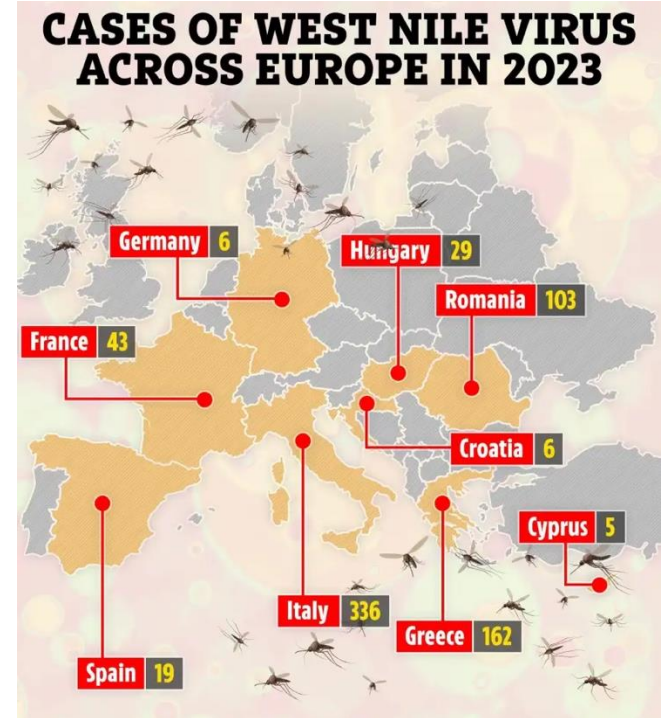 CASES OF WEST NILE VIRUS
ACROSS EUROPE IN 2023
Germany 6
Hungary 29
Romania 103
France 43
Croatia 6
Cyprus 5
Italy 336
Greece 162
Spain 19